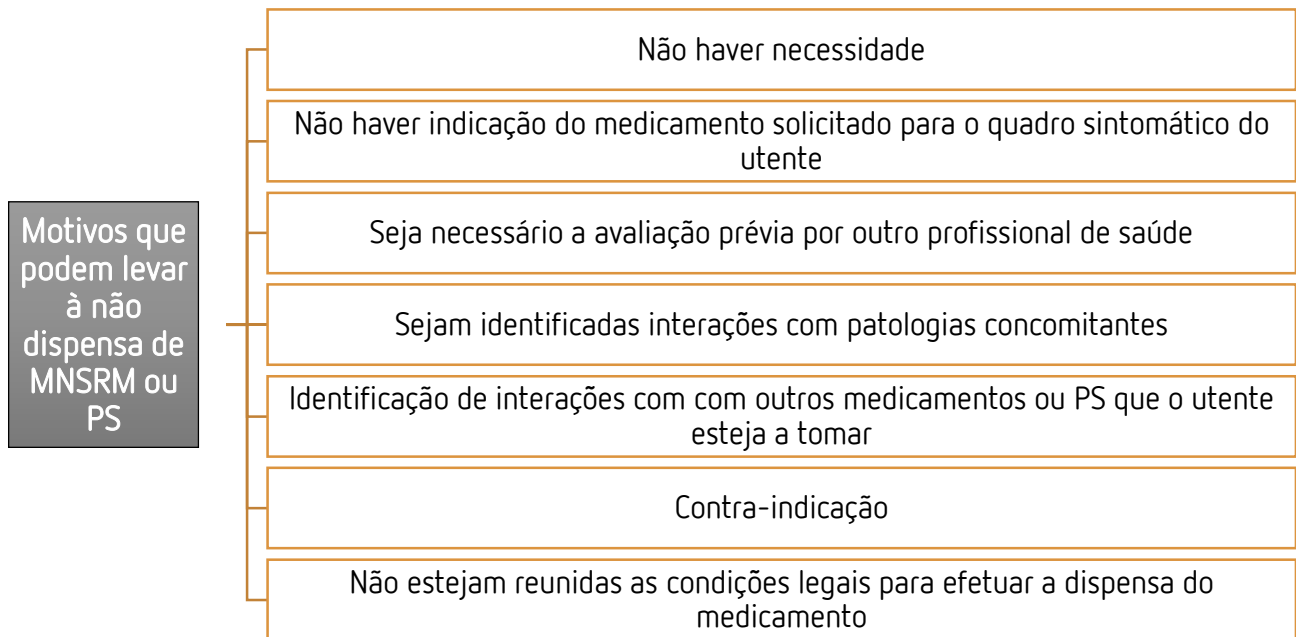 Motivos que
podem levar
à não
dispensa de
MNSRM ou
PS
Não haver necessidade
Não haver indicação do medicamento solicitado para o quadro sintomático do
utente
Seja necessário a avaliação prévia por outro profissional de saúde
Sejam identificadas interações com patologias concomitantes
Identificação de interações com com outros medicamentos ou PS que o utente
esteja a tomar
Contra-indicação
Não estejam reunidas as condições legais para efetuar a dispensa do
medicamento